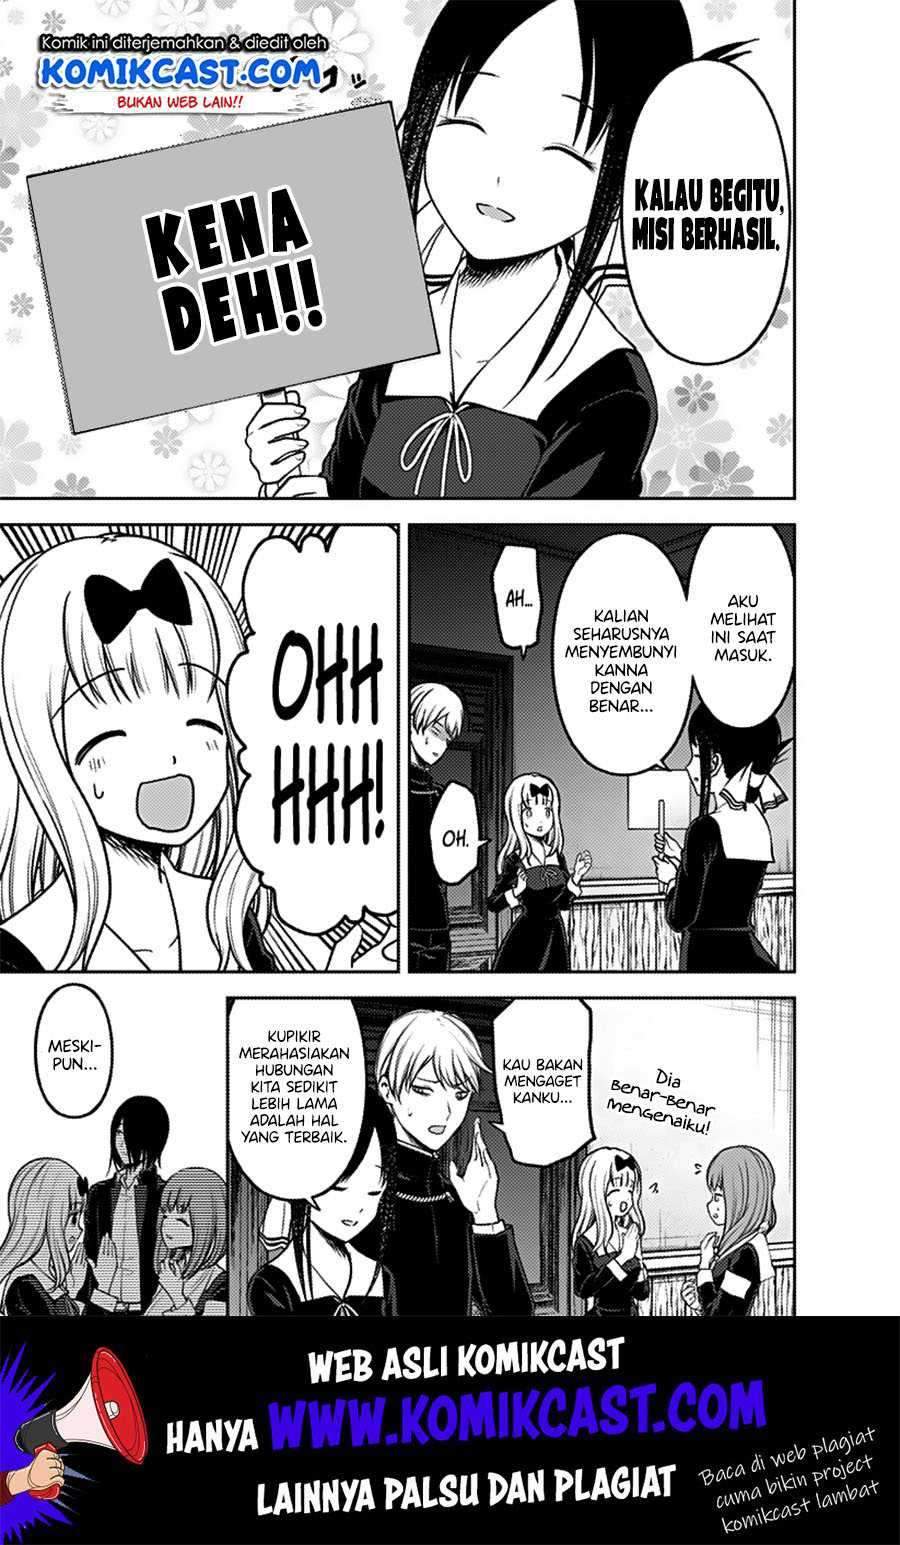 Komik ini diterjemahkan & diedit oleh
KOMIKCAST.COM
BUKAN WEB LAIN!!
KALAU BEGITU,
MISI BERHASIL.
KENA
DEH!!
AKU
MELIHAT
INI SAAT
MASUK.
KALIAN
SEHARUSNYA
MENYEMBUNYI
KANNA
DENGAN
BENAR...
AH...
OH.
OHH
HHH!
Dia
Benar-Benar
mengenaiku!
KAU BAKAN
MENGAGET
KANKU...
KUPIKIR
MERAHASIAKAN
HUBUNGAN
KITA SEDIKIT
LEBIH LAMA
ADALAH HAL
YANG TERBAIK.
MESKI-
PUN...
WEB ASLI KOMIKCAST
HANYA WWW.KOMIKCAST.COM
LAINNYA PALSU DAN PLAGIAT
Baca di web plagiat
cuma bikin project
komikcast lambat